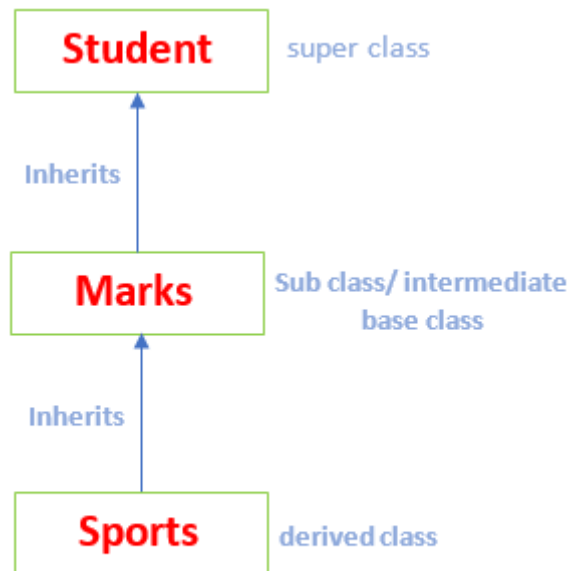 Student
super class
Inherits
Marks
Sub class/ intermediate
base class
Inherits
Sports
derived class